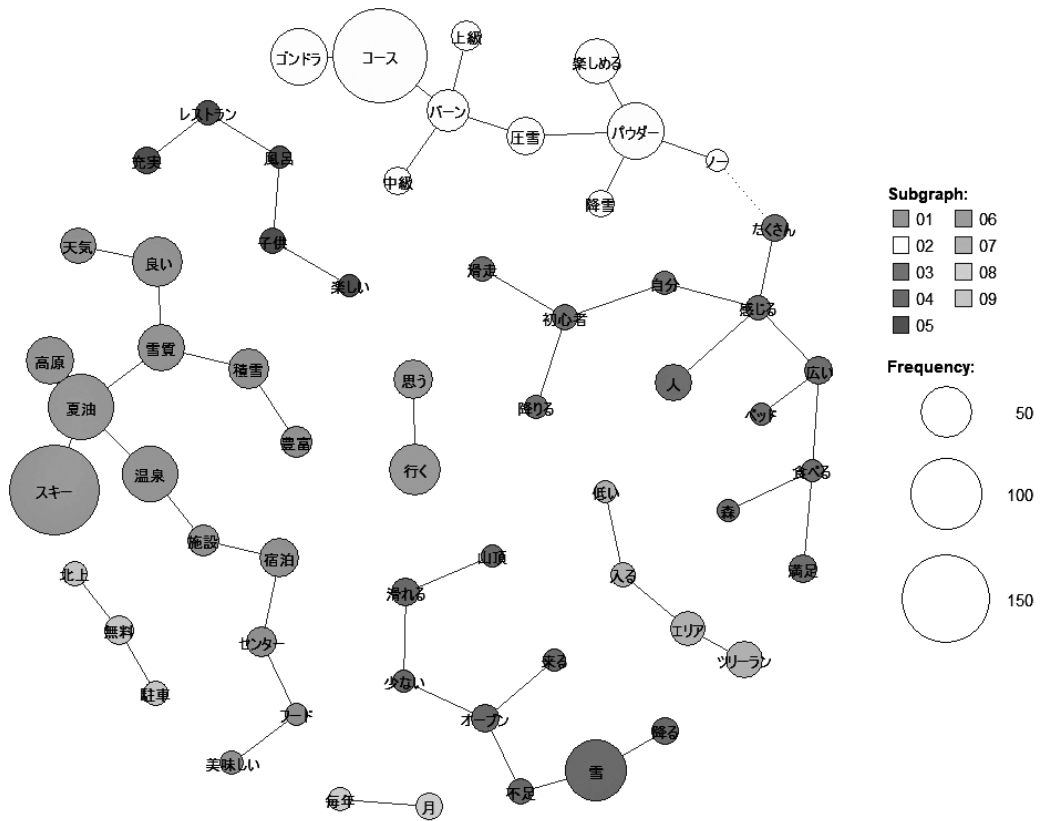 ゴンドラ
コース
上級
バーン
圧雪
中級
楽しめる
パウダー
ノー
降雪
たくさん
レストラン
充実
風呂
子供
楽しい
天気
良い
雪質
高原
夏油
積雪
豊富
スキー
温泉
施設
宿泊
センター
フード
美味しい
思う
行く
滑走
初心者
自分
感じる
降りる
人
広い
ベッド
食べる
森
満足
低い
入る
エリア
ツリーラン
北上
無料
駐車
山頂
滑れる
少ない
オープン
来る
不足
雪
降る
毎年
月
Subgraph:
01
02
03
04
05
06
07
08
09
Frequency:
50
100
150